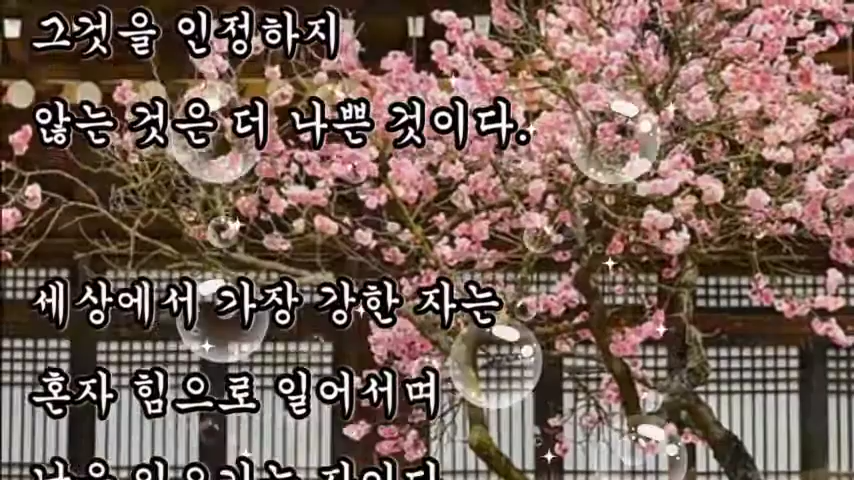 그것을 인정하지
않는 것은 더 나쁜 것이다.
세상에서 가장 강한 자는
혼자 힘으로 일어서며